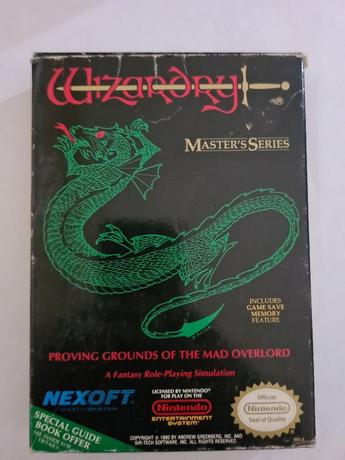 Wizardry
®
MASTER'S SERIES
INCLUDES
GAME SAVE
MEMORY
FEATURE
PROVING GROUNDS OF THE MAD OVERLORD
A Fantasy Role-Playing Simulation
NEXOFT™
LICENSED BY NINTENDO®
FOR PLAY ON THE
Nintendo
ENTERTAINMENT
SYSTEM®
Official
Nintendo
Seal of Quality
SPECIAL GUIDE
BOOK OFFER
COPYRIGHT © 1990 BY ANDREW GREENBERG, INC. AND
SIR-TECH SOFTWARE, INC. ALL RIGHTS RESERVED.